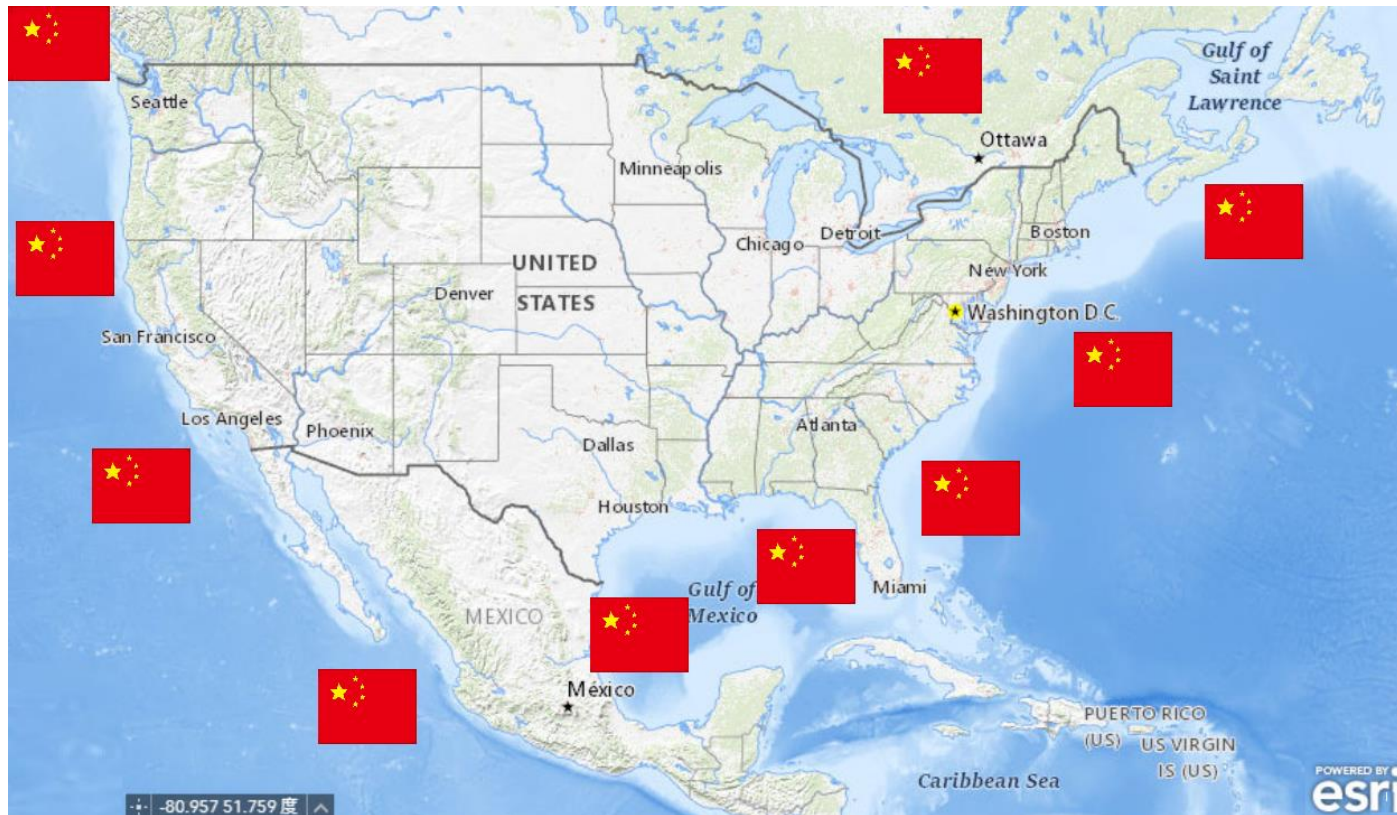 Gulf of
Saint
Lawrence
Seattle
Ottawa
Minneapolis
Boston
Chicago
Detroit
New York
UNITED
STATES
Denver
Washington D.C.
San Francisco
Los Angeles
Phoenix
Atlanta
Dallas
Houston
Miami
Gulf of
Mexico
MEXICO
México
PUERTO RICO
(US)
US VIRGIN
IS (US)
Caribbean Sea
POWERED BY
esri
-80.957 51.759 度